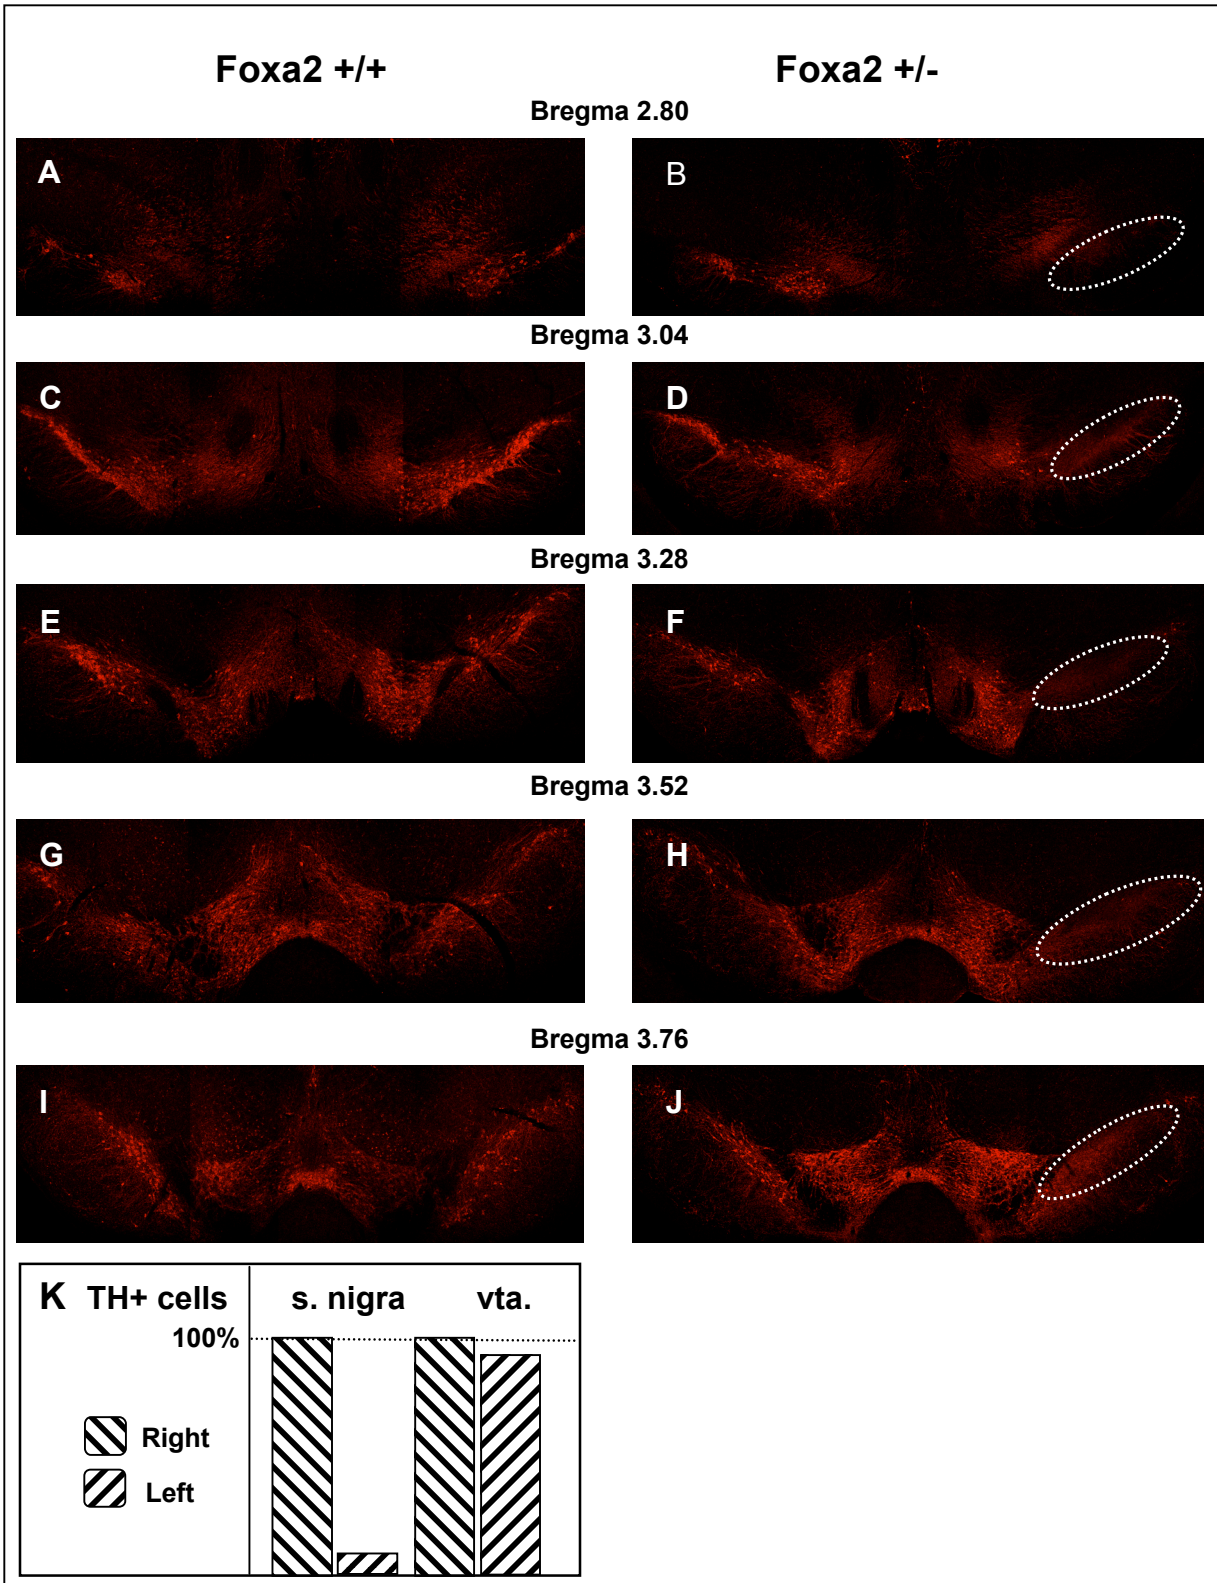 Foxa2 +/+
Foxa2 +/-
Bregma 2.80
A
B
Bregma 3.04
C
D
Bregma 3.28
E
F
Bregma 3.52
G
H
Bregma 3.76
I
J
K TH+ cells s. nigra vta.
100%
Right
Left